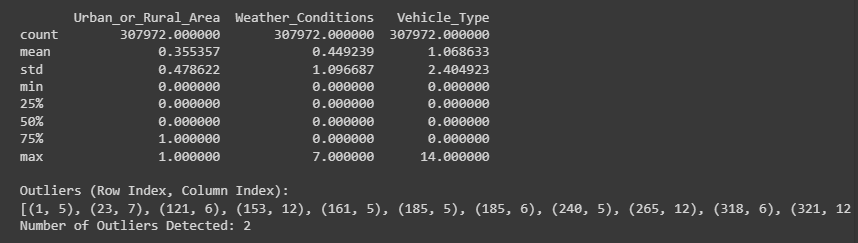 Urban_or_Rural_Area Weather_Conditions Vehicle_Type
count 307972.000000 307972.000000 307972.000000
mean 0.355357 0.449239 1.068633
std 0.478622 1.096687 2.404923
min 0.000000 0.000000 0.000000
25% 0.000000 0.000000 0.000000
50% 0.000000 0.000000 0.000000
75% 1.000000 0.000000 0.000000
max 1.000000 7.000000 14.000000
Outliers (Row Index, Column Index):
[(1, 5), (23, 7), (121, 6), (153, 12), (161, 5), (185, 5), (185, 6), (240, 5), (265, 12), (318, 6), (321, 12
Number of Outliers Detected: 2